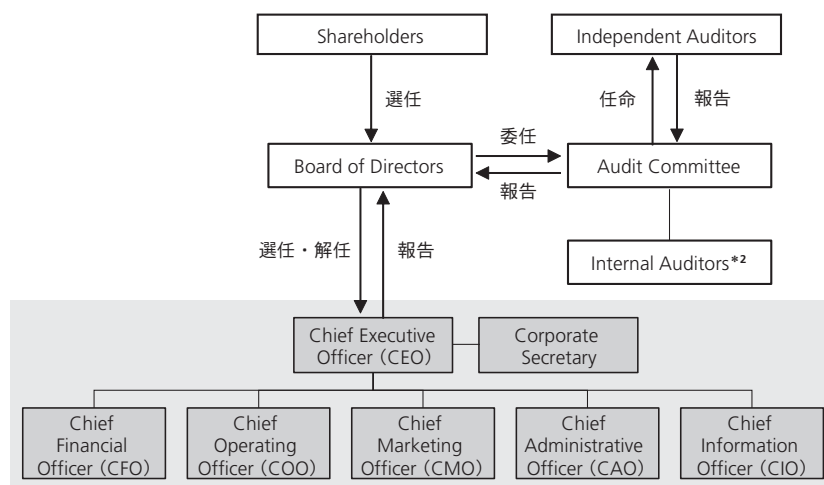 Shareholders
Independent Auditors
選任
任命
報告
委任
Board of Directors
Audit Committee
報告
選任・解任
報告
Internal Auditors*2
Chief Executive
Officer（CEO）
Corporate
Secretary
Chief
Financial
Officer（CFO）
Chief
Operating
Officer（COO）
Chief
Marketing
Officer（CMO）
Chief
Administrative
Officer（CAO）
Chief
Information
Officer（CIO）